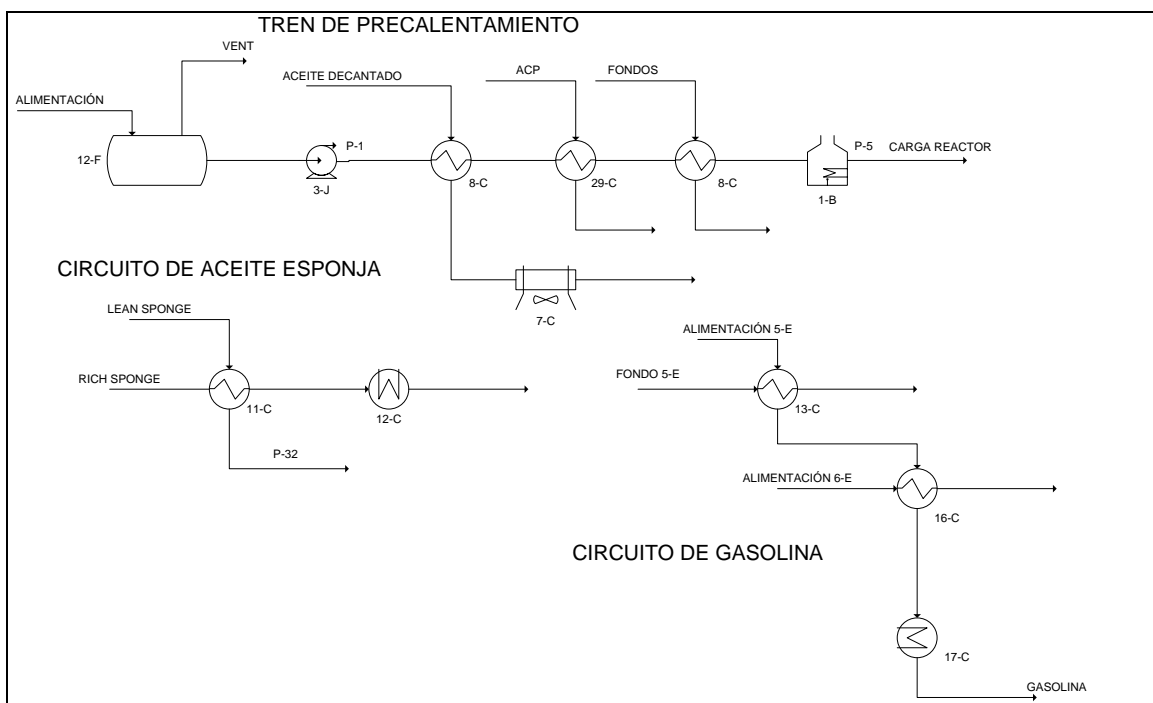 TREN DE PRECALENTAMIENTO
VENT
ACEITE DECANTADO
ACP
FONDOS
ALIMENTACIÓN
12-F
P-1
P-5
CARGA REACTOR
3-J
8-C
29-C
8-C
1-B
CIRCUITO DE ACEITE ESPONJA
7-C
LEAN SPONGE
ALIMENTACIÓN 5-E
RICH SPONGE
FONDO 5-E
11-C
12-C
13-C
P-32
ALIMENTACIÓN 6-E
16-C
CIRCUITO DE GASOLINA
17-C
GASOLINA